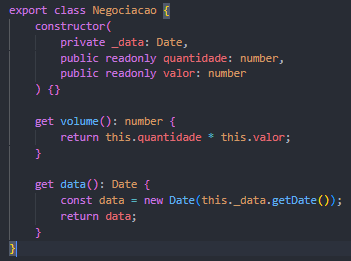 export class Negociacao {
    constructor(
        private _data: Date,
        public readonly quantidade: number,
        public readonly valor: number
    ) {}

    get volume(): number {
        return this.quantidade * this.valor;
    }

    get data(): Date {
        const data = new Date(this._data.getDate());
        return data;
    }
}